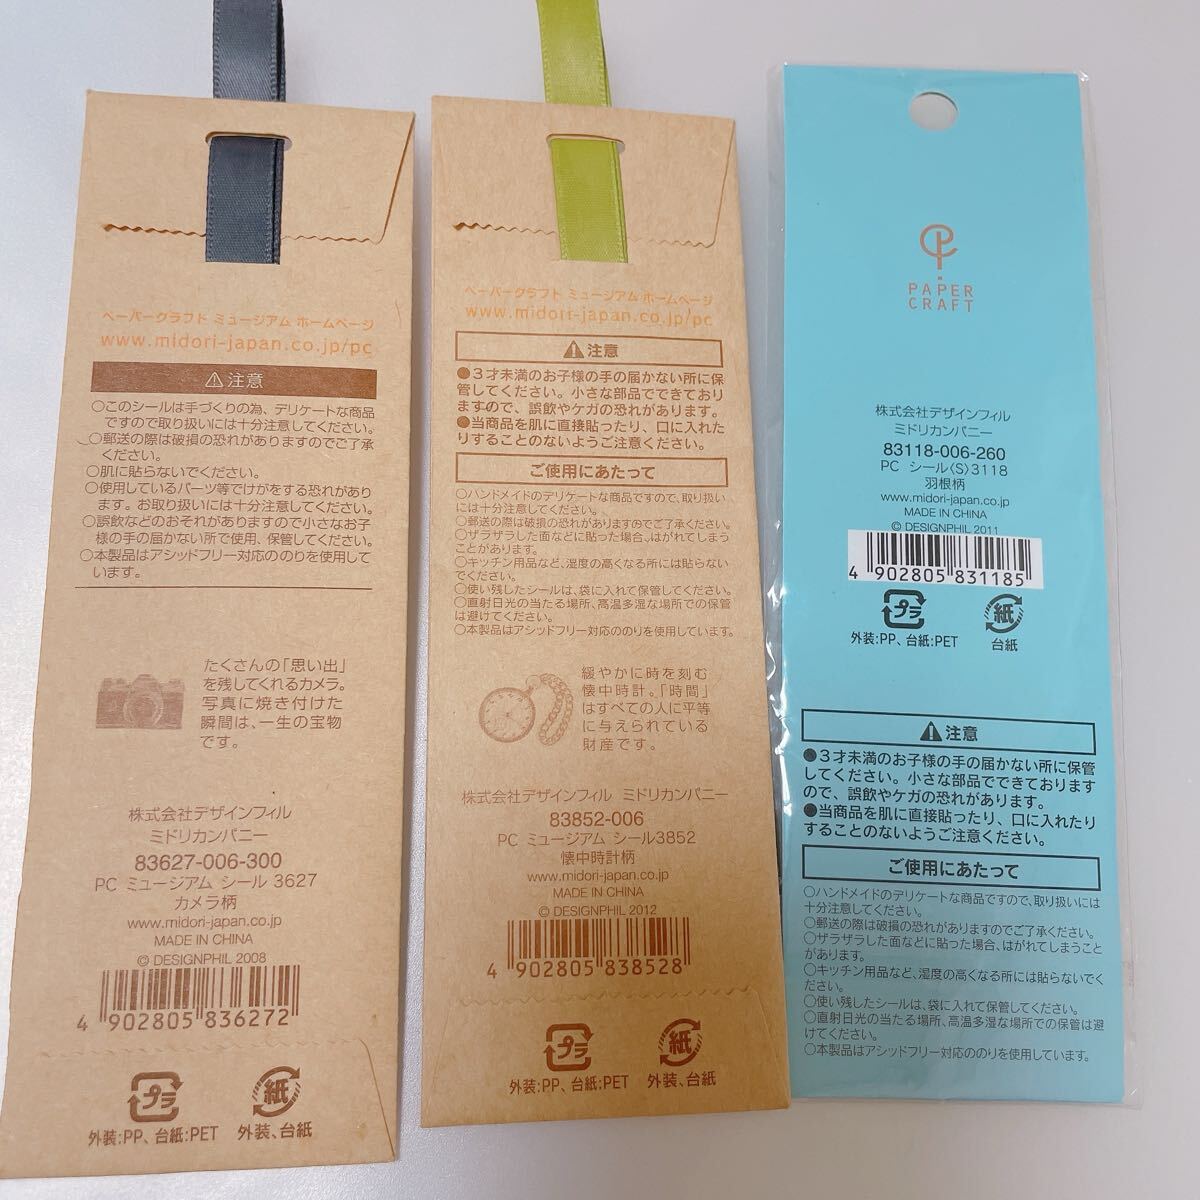 ペーパークラフト ミュージアム ホームページ
www.midori-japan.co.jp/pc
⚠注意
○このシールは手づくりの為、デリケートな商品
ですので取り扱いには十分注意してください。
○郵送の際は破損の恐れがありますのでご了承
ください。
○肌に貼らないでください。
○使用しているパーツ等でけがをする恐れがあり
ます。お取り扱いには十分注意してください。
○誤飲などのおそれがありますので小さなお子
様の手の届かない所で使用、保管してください。
○本製品はアシッドフリー対応ののりを使用して
います。
たくさんの「思い出」
を残してくれるカメラ。
写真に焼き付けた
瞬間は、一生の宝物
です。
株式会社デザインフィル
ミドリカンパニー
83627-006-300
PC ミュージアム シール 3627
カメラ柄
www.midori-japan.co.jp
MADE IN CHINA
© DESIGNPHIL 2008
4 902805 836272
プラ 紙
外装:PP、台紙:PET 外装、台紙
ペーパークラフト ミュージアム ホームページ
www.midori-japan.co.jp/pc
⚠注意
●3才未満のお子様の手の届かない所に保
管してください。小さな部品でできており
ますので、誤飲やケガの恐れがあります。
●当商品を肌に直接貼ったり、口に入れた
りすることのないようご注意ください。
ご使用にあたって
○ハンドメイドのデリケートな商品ですので、取り扱い
には十分注意してください。
○郵送の際は破損の恐れがありますのでご了承ください。
○ザラザラした面などに貼った場合、はがれてしまう
ことがあります。
○キッチン用品など、湿度の高くなる所には貼らない
でください。
○使い残したシールは、袋に入れて保管してください。
○直射日光の当たる場所、高温多湿な場所での保管
は避けてください。
○本製品はアシッドフリー対応ののりを使用しています。
緩やかに時を刻む
懐中時計。「時間」
はすべての人に平等
に与えられている
財産です。
株式会社デザインフィル ミドリカンパニー
83852-006
PC ミュージアム シール3852
懐中時計柄
www.midori-japan.co.jp
MADE IN CHINA
© DESIGNPHIL 2012
4 902805 838528
プラ 紙
外装:PP、台紙:PET 外装、台紙
PAPER
CRAFT
株式会社デザインフィル
ミドリカンパニー
83118-006-260
PC シール〈S〉3118
羽根柄
www.midori-japan.co.jp
MADE IN CHINA
© DESIGNPHIL 2011
4 902805 831185
プラ 紙
外装:PP、台紙:PET 台紙
⚠注意
●3才未満のお子様の手の届かない所に保管
してください。小さな部品でできております
ので、誤飲やケガの恐れがあります。
●当商品を肌に直接貼ったり、口に入れたり
することのないようご注意ください。
ご使用にあたって
○ハンドメイドのデリケートな商品ですので、取り扱いには
十分注意してください。
○郵送の際は破損の恐れがありますのでご了承ください。
○ザラザラした面などに貼った場合、はがれてしまうこと
があります。
○キッチン用品など、湿度の高くなる所には貼らないでく
ださい。
○使い残したシールは、袋に入れて保管してください。
○直射日光の当たる場所、高温多湿な場所での保管は避
けてください。
○本製品はアシッドフリー対応ののりを使用しています。